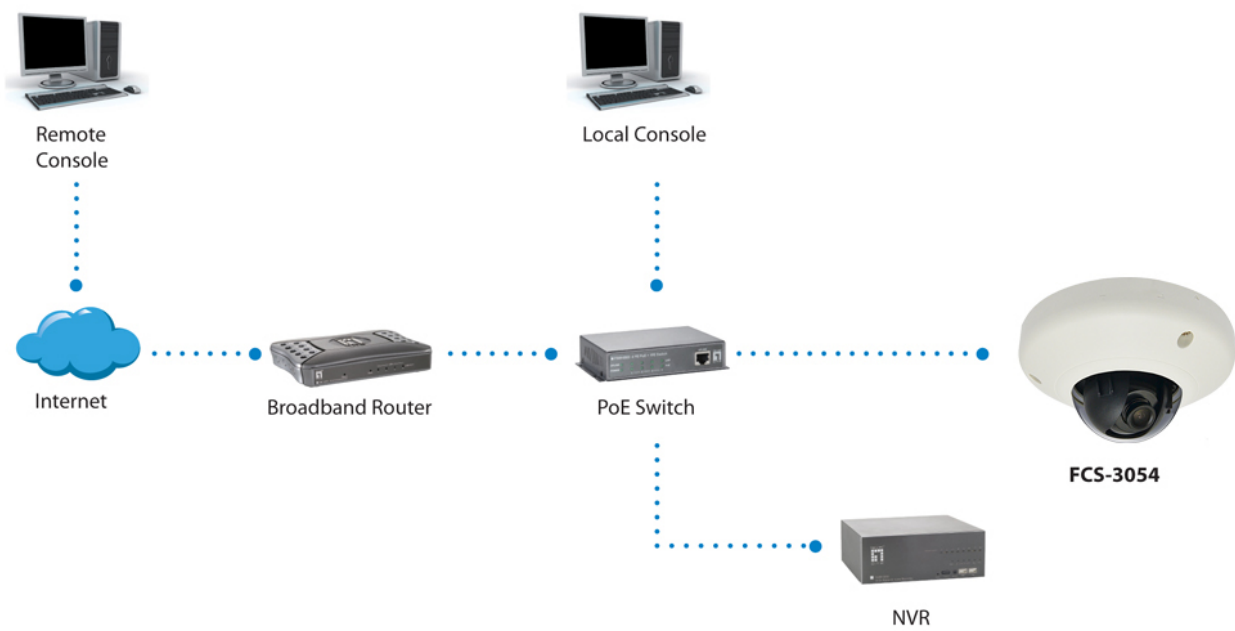 Remote
Console
Local Console
Internet
Broadband Router
PoE Switch
FCS-3054
NVR